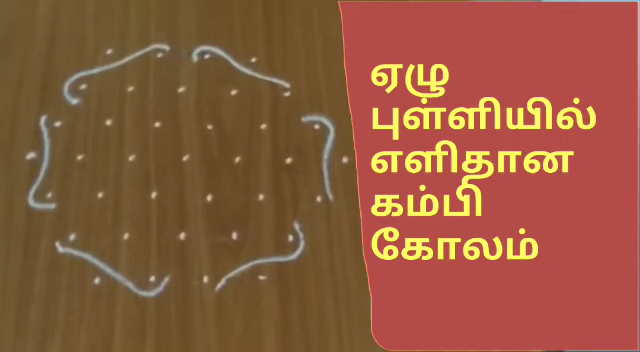 ஏழு
புள்ளியில்
எளிதான
கம்பி
கோலம்